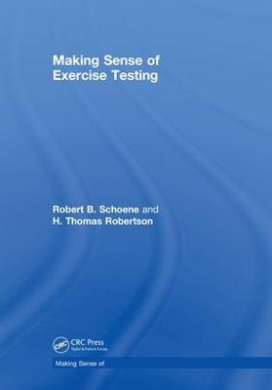 Making Sense of
Exercise Testing
Robert B. Schoene and
H. Thomas Robertson
CRC Press
Taylor & Francis Group
Making Sense of